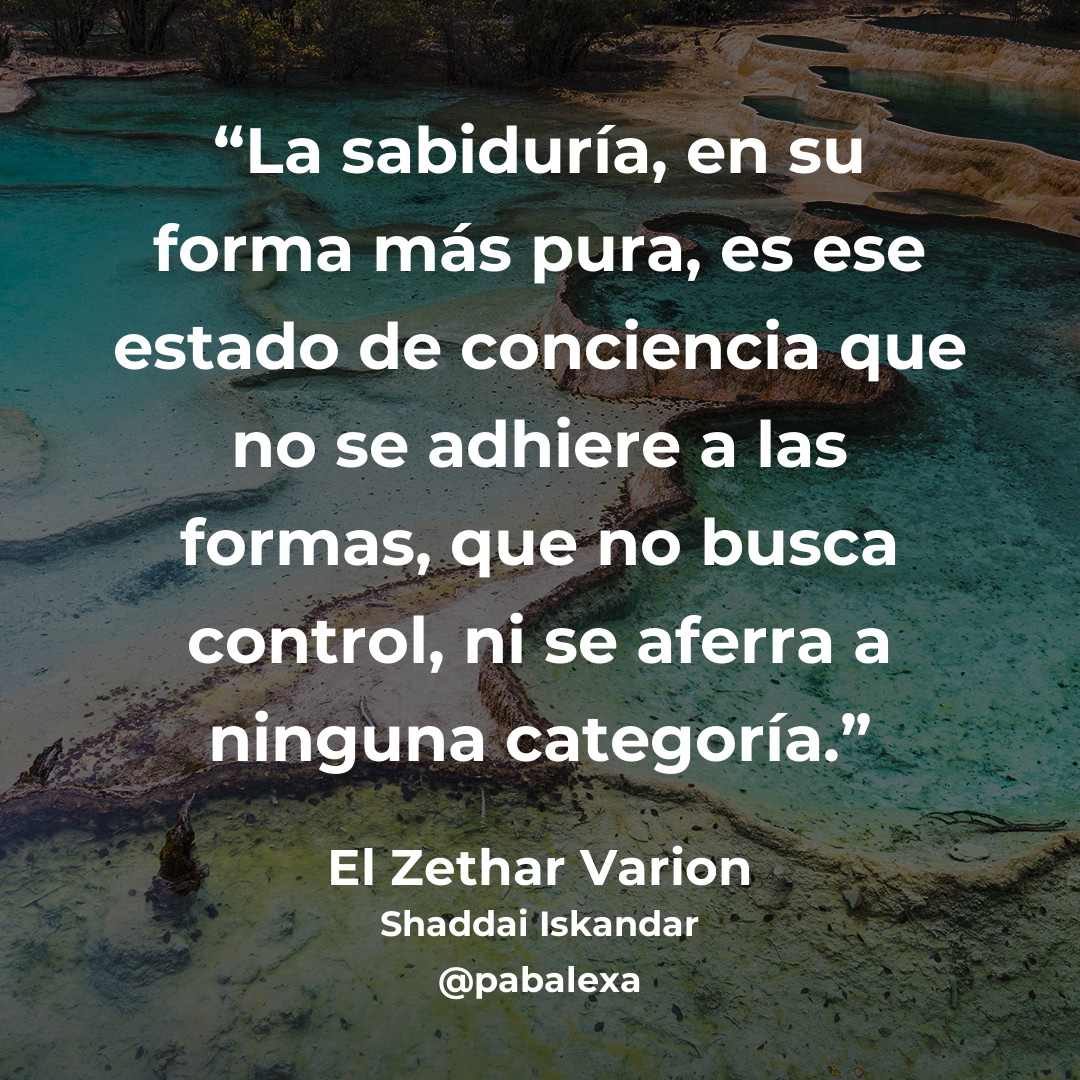 “La sabiduría, en su
forma más pura, es ese
estado de conciencia que
no se adhiere a las
formas, que no busca
control, ni se aferra a
ninguna categoría.”
El Zethar Varion
Shaddai Iskandar
@pabalexa